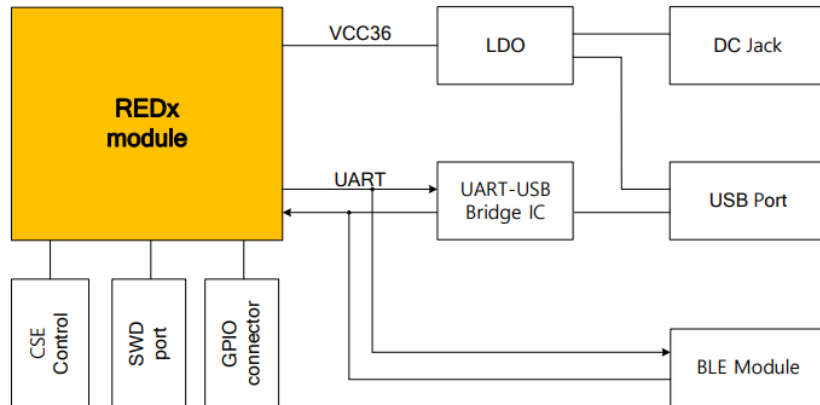 REDx
module
VCC36
LDO
DC Jack
UART
UART-USB
Bridge IC
USB Port
CSE
Control
SWD
port
GPIO
connector
BLE Module